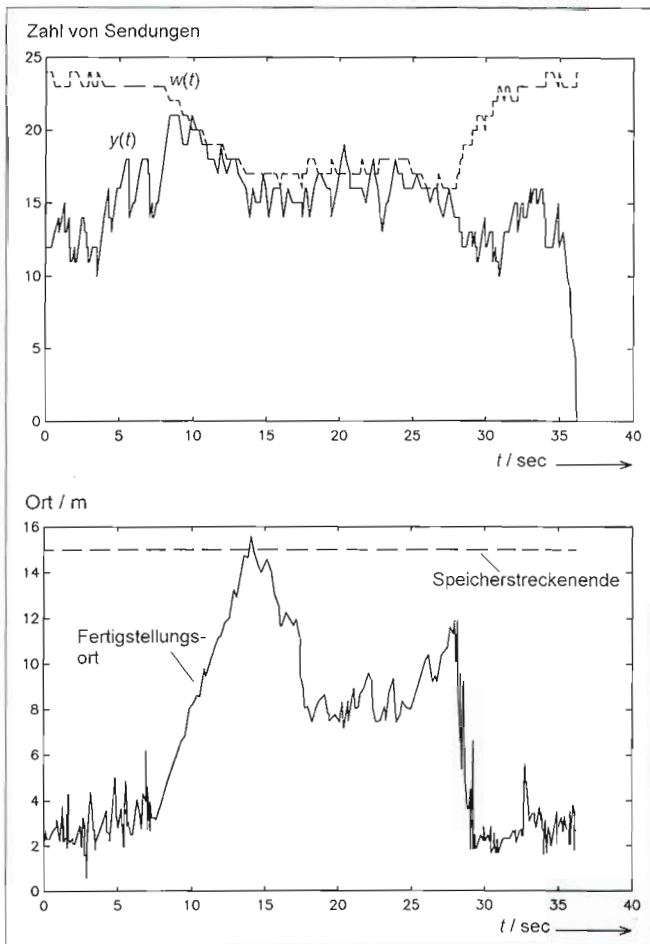 Zahl von Sendungen
25
20
15
10
5
0
w(t)
y(t)
0 5 10 15 20 25 30 35 40
t / sec
Ort / m
16
14
12
10
8
6
4
2
0
Speicherstreckenende
Fertigstellungs-
ort
0 5 10 15 20 25 30 35 40
t / sec